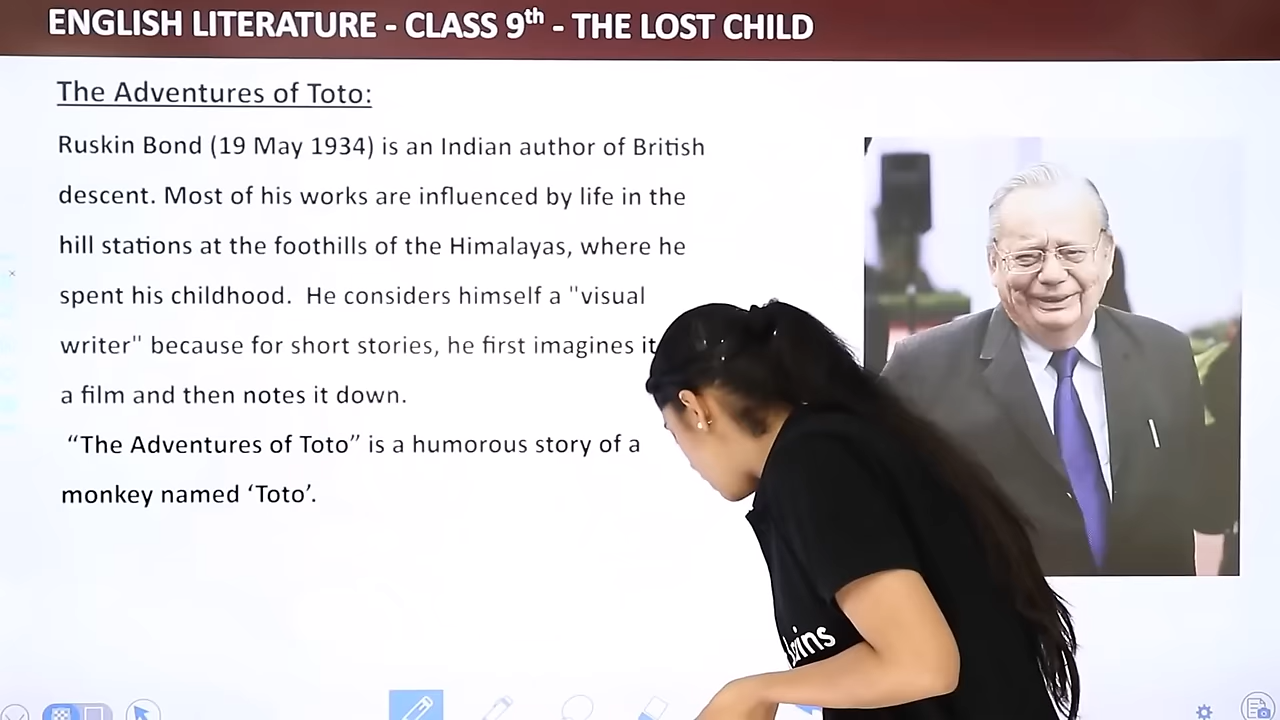 ENGLISH LITERATURE - CLASS 9th - THE LOST CHILD
The Adventures of Toto:
Ruskin Bond (19 May 1934) is an Indian author of British
descent. Most of his works are influenced by life in the
hill stations at the foothills of the Himalayas, where he
spent his childhood. He considers himself a "visual
writer" because for short stories, he first imagines it
a film and then notes it down.
“The Adventures of Toto” is a humorous story of a
monkey named ‘Toto’.